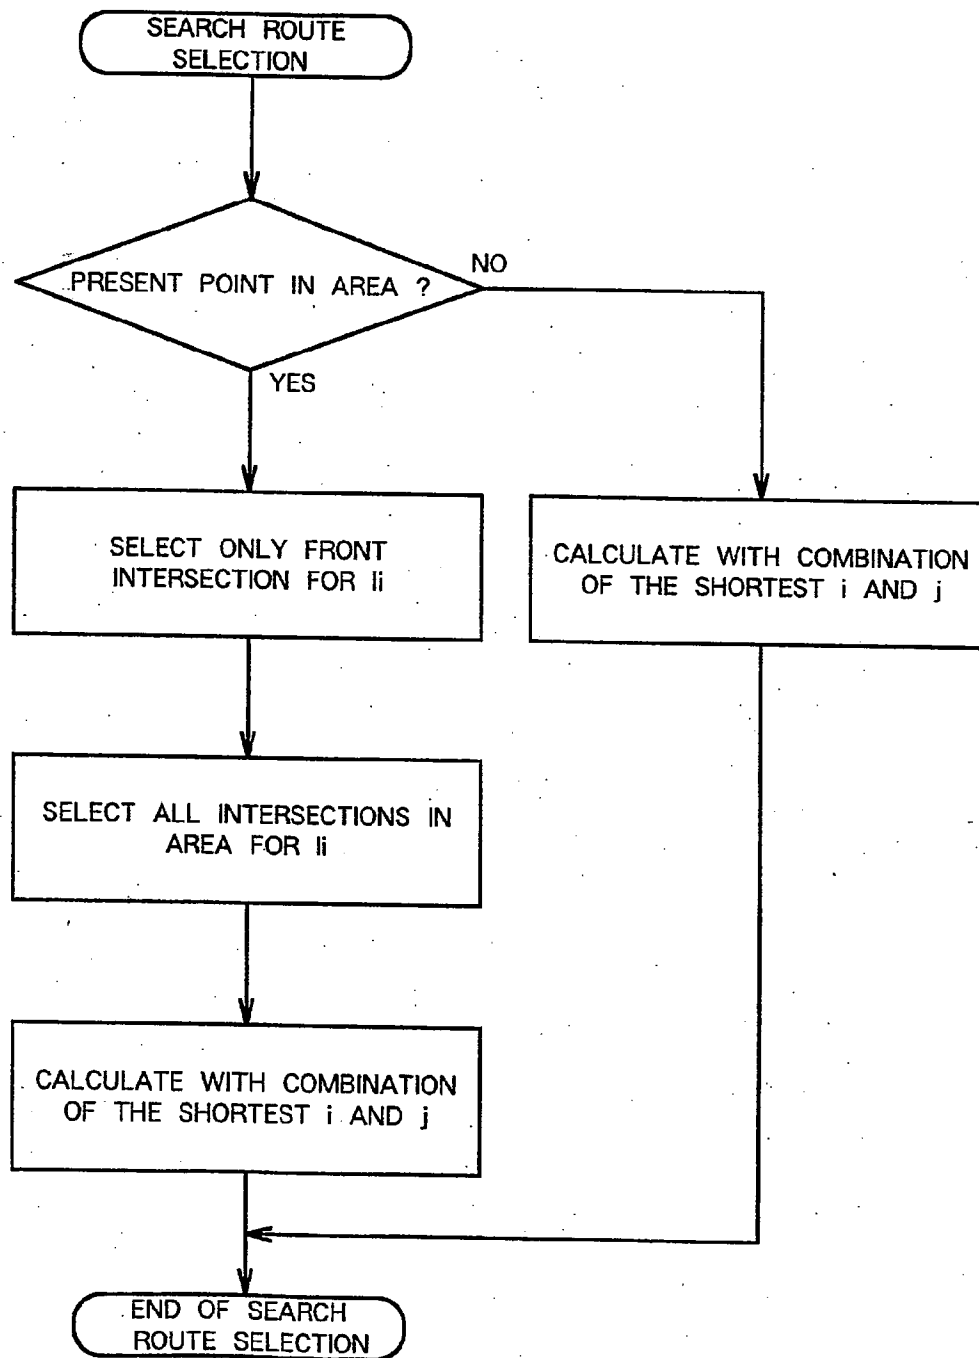 SEARCH ROUTE
SELECTION
PRESENT POINT IN AREA ?
NO
YES
SELECT ONLY FRONT
INTERSECTION FOR Ii
CALCULATE WITH COMBINATION
OF THE SHORTEST i AND j
SELECT ALL INTERSECTIONS IN
AREA FOR Ii
CALCULATE WITH COMBINATION
OF THE SHORTEST i AND j
END OF SEARCH
ROUTE SELECTION